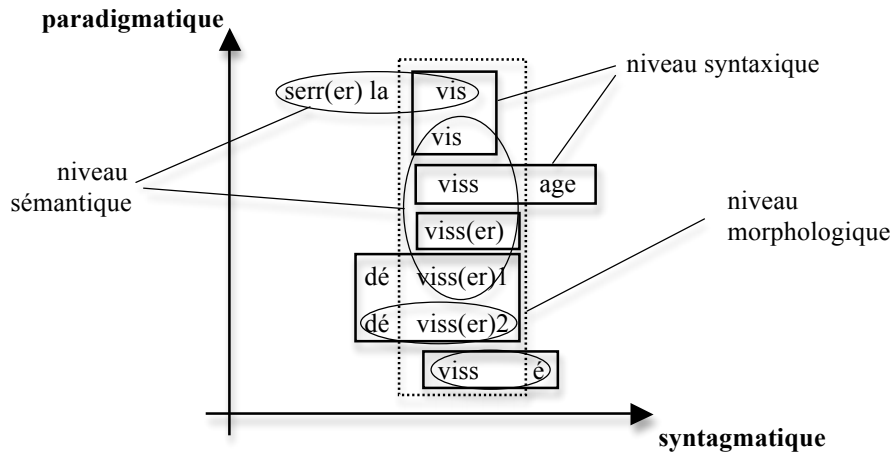 paradigmatique
niveau syntaxique
serr(er) la vis
vis
niveau
sémantique
viss age
niveau
morphologique
viss(er)
dé viss(er)1
dé viss(er)2
viss é
syntagmatique